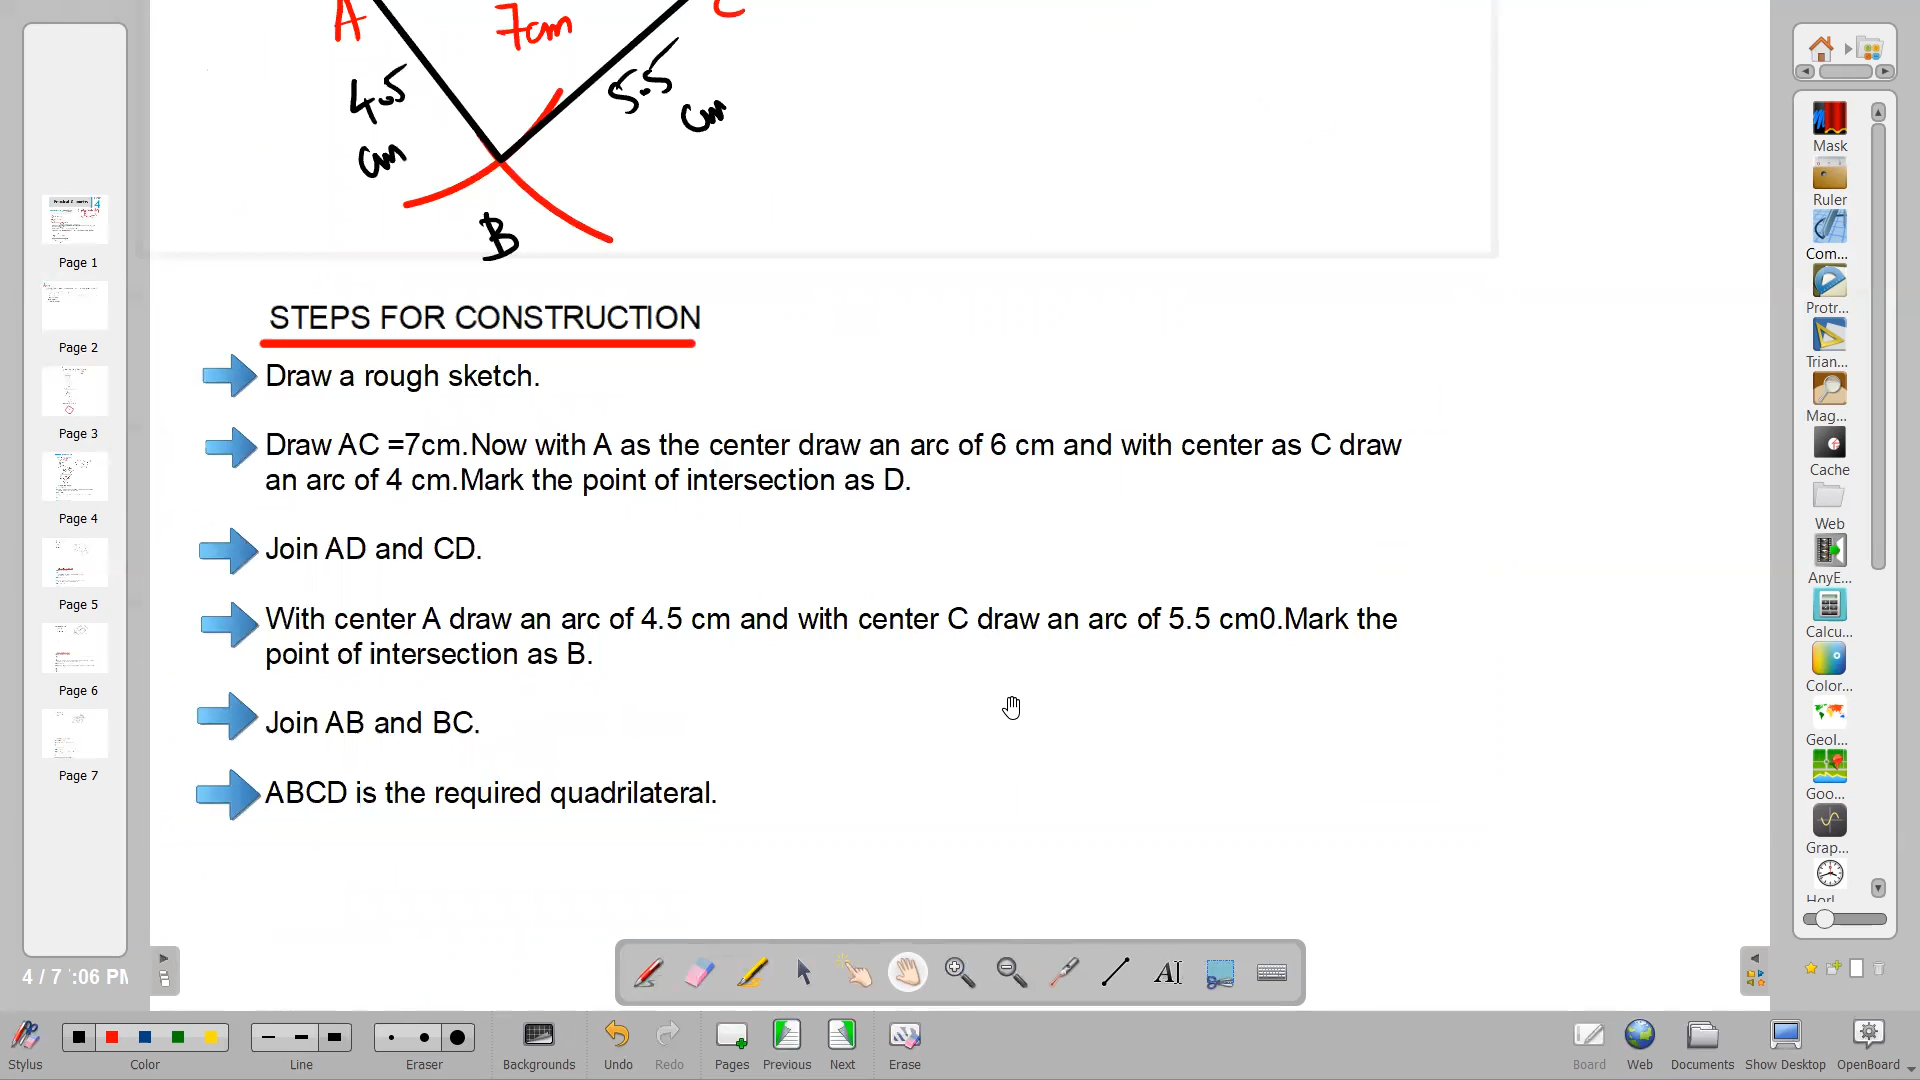 A
7cm
C
4.5
cm
5.5
cm
B
STEPS FOR CONSTRUCTION
Draw a rough sketch.
Draw AC =7cm.Now with A as the center draw an arc of 6 cm and with center as C draw
an arc of 4 cm.Mark the point of intersection as D.
Join AD and CD.
With center A draw an arc of 4.5 cm and with center C draw an arc of 5.5 cm0.Mark the
point of intersection as B.
Join AB and BC.
ABCD is the required quadrilateral.
Page 1
Page 2
Page 3
Page 4
Page 5
Page 6
Page 7
4 / 7
:06 PM
Mask
Ruler
Com...
Protr...
Trian...
Mag...
Cache
Web
AnyE...
Calcu...
Color...
Geol...
Goo...
Grap...
Horl
Stylus
Color
Line
Eraser
Backgrounds
Undo
Redo
Pages
Previous
Next
Erase
Board
Web
Documents
Show Desktop
OpenBoard